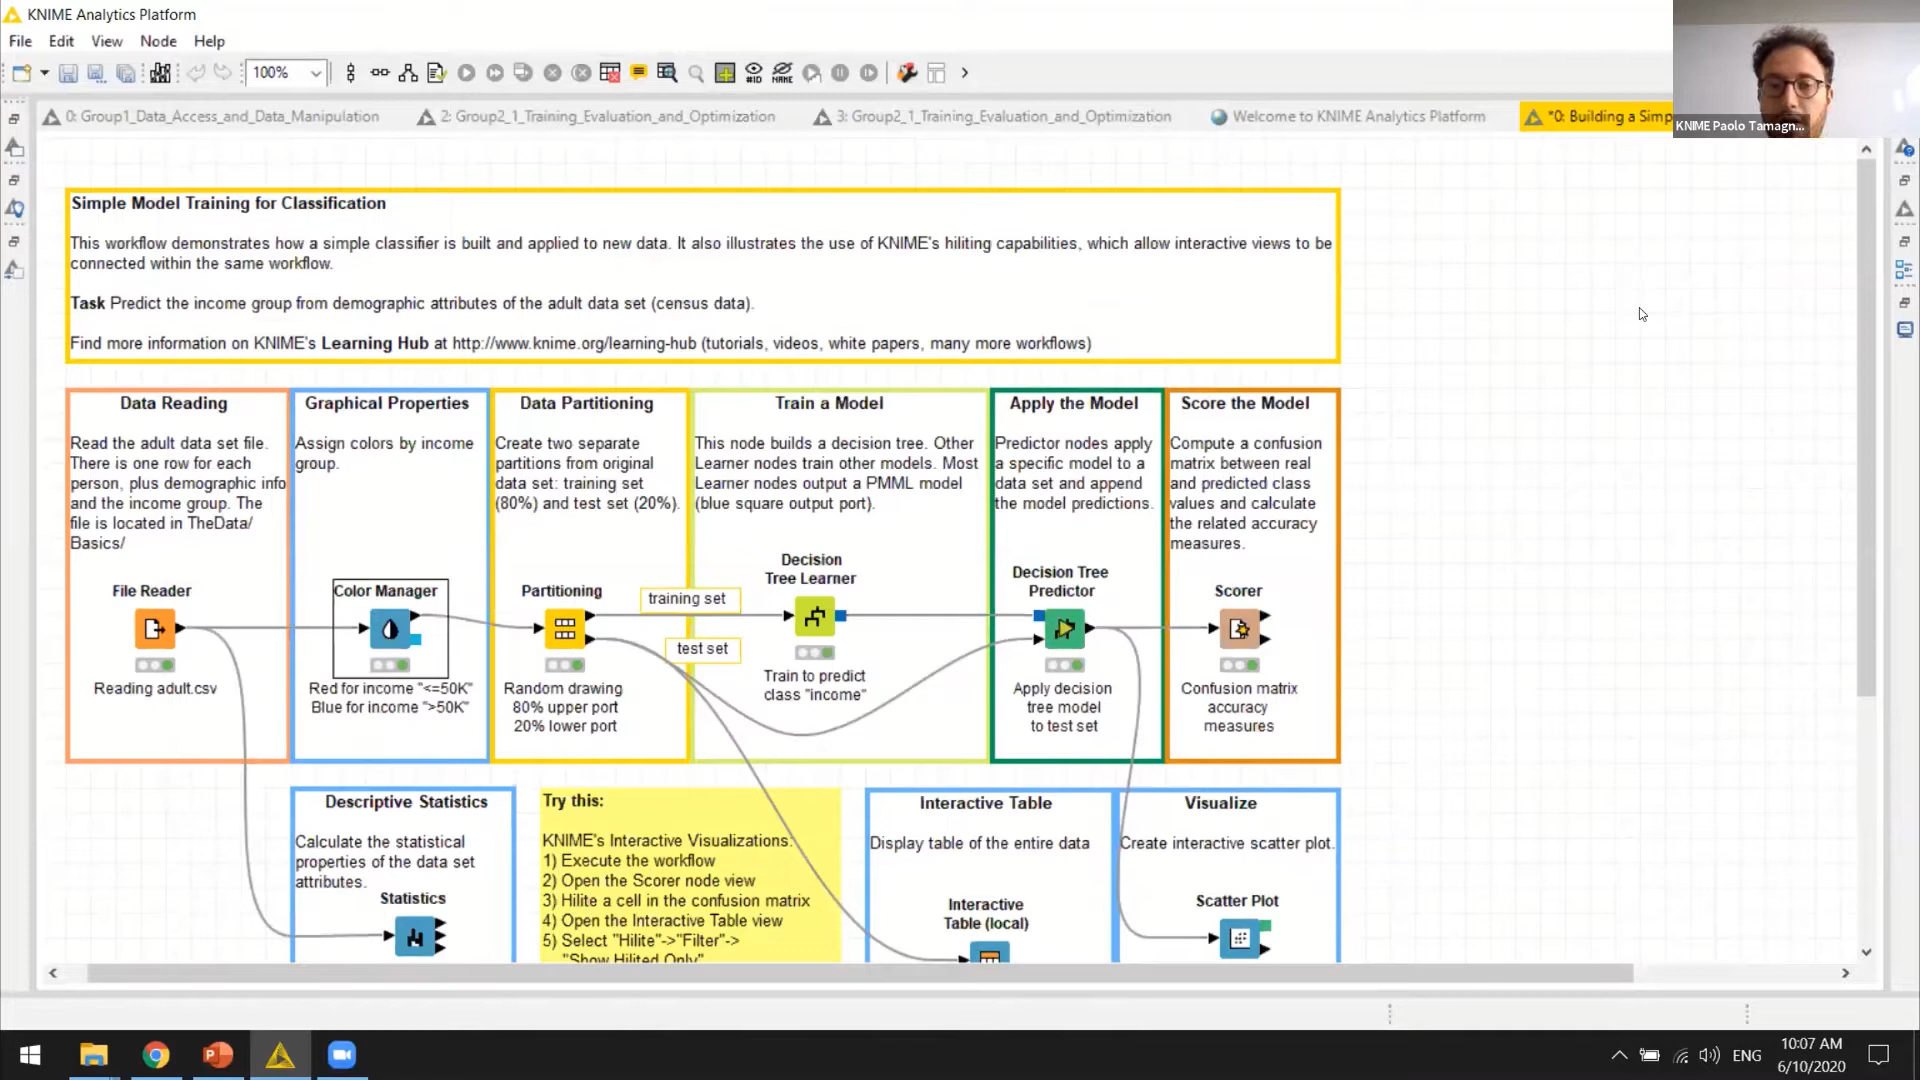 KNIME Analytics Platform
File Edit View Node Help
100%
#ID
NAME
KNIME Paolo Tamagn...
0: Group1_Data_Access_and_Data_Manipulation
2: Group2_1_Training_Evaluation_and_Optimization
3: Group2_1_Training_Evaluation_and_Optimization
Welcome to KNIME Analytics Platform
*0: Building a Simp
Simple Model Training for Classification
This workflow demonstrates how a simple classifier is built and applied to new data. It also illustrates the use of KNIME's hiliting capabilities, which allow interactive views to be
connected within the same workflow.
Task Predict the income group from demographic attributes of the adult data set (census data).
Find more information on KNIME's Learning Hub at http://www.knime.org/learning-hub (tutorials, videos, white papers, many more workflows)
Data Reading
Read the adult data set file.
There is one row for each
person, plus demographic info
and the income group. The
file is located in TheData/
Basics/
File Reader
Reading adult.csv
Graphical Properties
Assign colors by income
group.
Color Manager
Red for income "<=50K"
Blue for income ">50K"
Data Partitioning
Create two separate
partitions from original
data set: training set
(80%) and test set (20%).
Partitioning
Random drawing
80% upper port
20% lower port
training set
test set
Train a Model
This node builds a decision tree. Other
Learner nodes train other models. Most
Learner nodes output a PMML model
(blue square output port).
Decision
Tree Learner
Train to predict
class "income"
Apply the Model
Predictor nodes apply
a specific model to a
data set and append
the model predictions.
Decision Tree
Predictor
Apply decision
tree model
to test set
Score the Model
Compute a confusion
matrix between real
and predicted class
values and calculate
the related accuracy
measures.
Scorer
Confusion matrix
accuracy
measures
Descriptive Statistics
Calculate the statistical
properties of the data set
attributes.
Statistics
Try this:
KNIME's Interactive Visualizations:
1) Execute the workflow
2) Open the Scorer node view
3) Hilite a cell in the confusion matrix
4) Open the Interactive Table view
5) Select "Hilite"->"Filter"->
"Show Hilited Only"
Interactive Table
Display table of the entire data
Interactive
Table (local)
Visualize
Create interactive scatter plot.
Scatter Plot
ENG
10:07 AM
6/10/2020